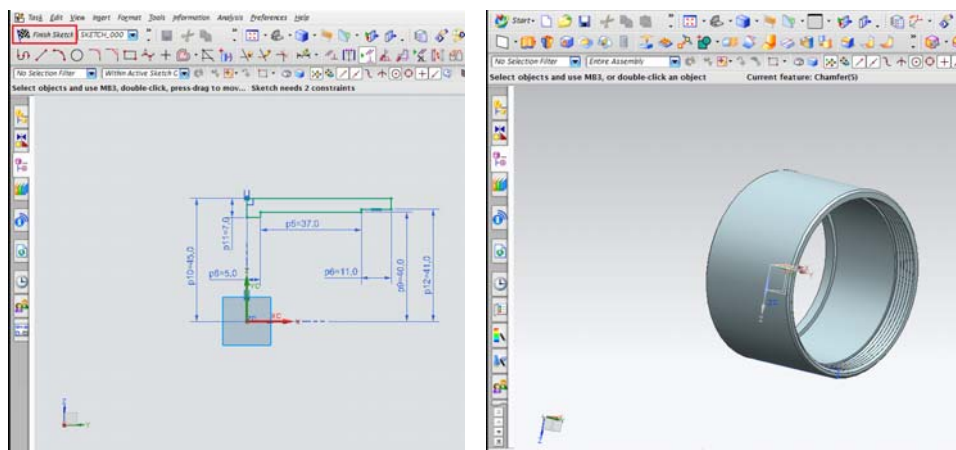 Task Edit View Insert Format Tools Information Analysis Preferences Help
Finish Sketch SKETCH_000
No Selection Filter Within Active Sketch C
Select objects and use MB3, double-click, press-drag to mov... Sketch needs 2 constraints
p10=45,0
p11=7,0
p5=37,0
p6=11,0
p9=40,0
p12=41,0
YC
XC
Z
Y
Start
No Selection Filter Entire Assembly
Select objects and use MB3, or double-click an object Current feature: Chamfer(5)